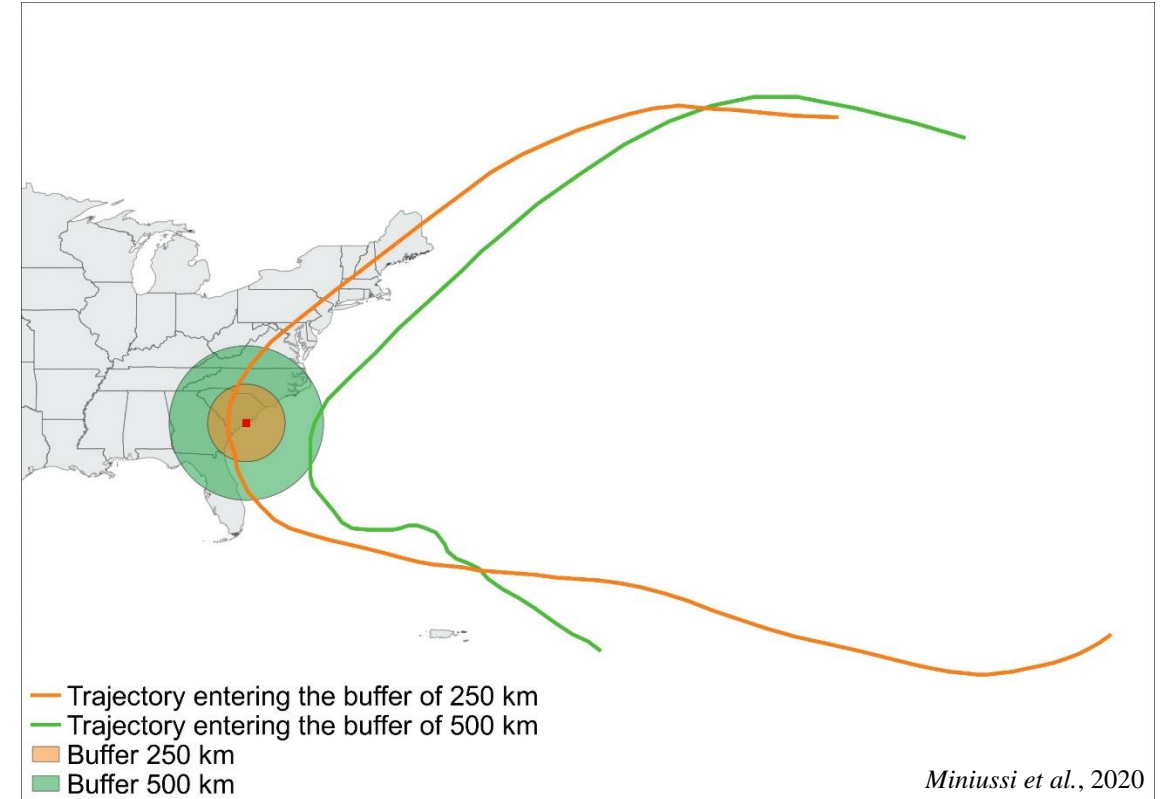 Trajectory entering the buffer of 250 km
Trajectory entering the buffer of 500 km
Buffer 250 km
Buffer 500 km
Miniussi et al., 2020